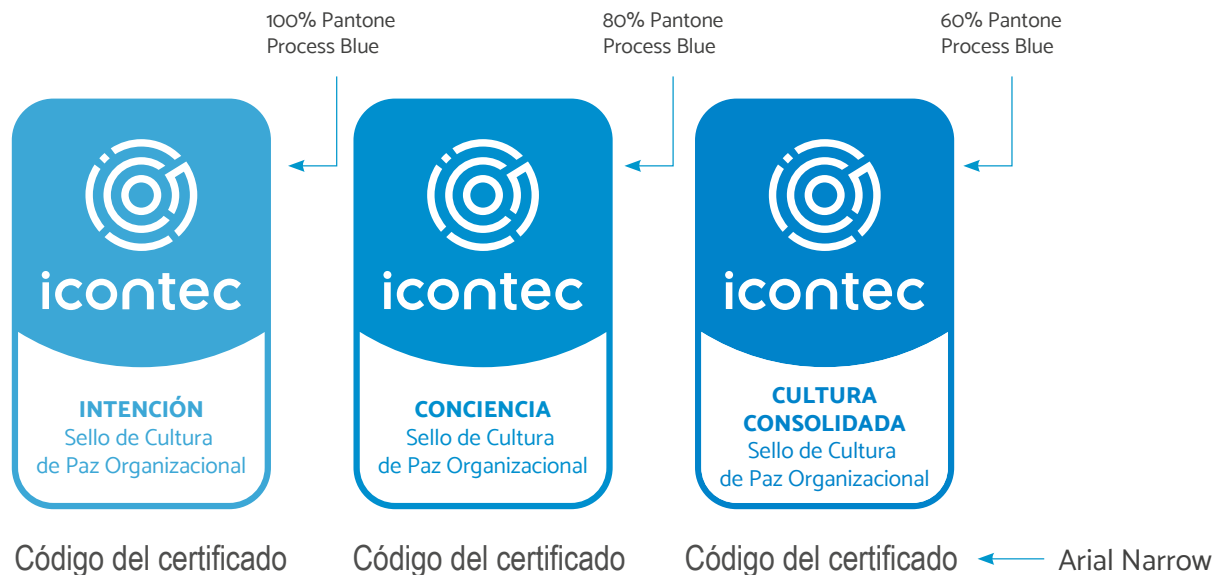 100% Pantone
Process Blue
80% Pantone
Process Blue
60% Pantone
Process Blue
icontec
INTENCIÓN
Sello de Cultura
de Paz Organizacional
icontec
CONCIENCIA
Sello de Cultura
de Paz Organizacional
icontec
CULTURA
CONSOLIDADA
Sello de Cultura
de Paz Organizacional
Código del certificado
Código del certificado
Código del certificado
Arial Narrow